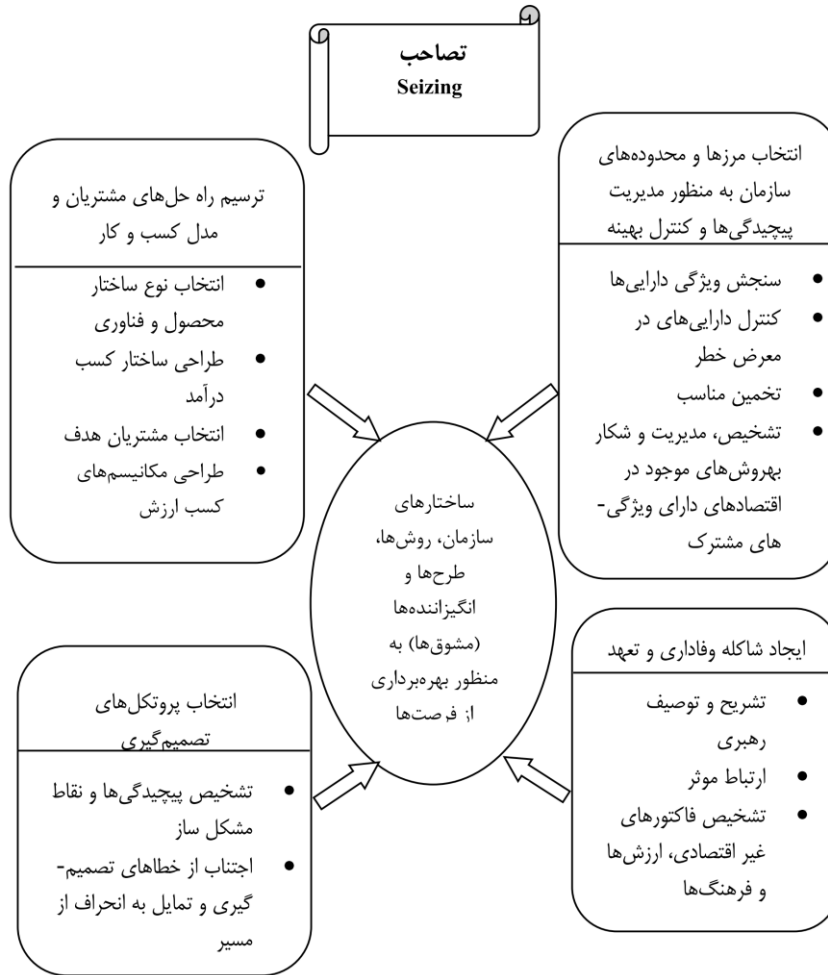 تصاحب
Seizing
انتخاب مرزها و محدوده‌های
سازمان به منظور مدیریت
پیچیدگی‌ها و کنترل بهینه
• سنجش ویژگی دارایی‌ها
• کنترل دارایی‌های در
معرض خطر
• تخمین مناسب
• تشخیص، مدیریت و شکار
بهروش‌های موجود در
اقتصادهای دارای ویژگی-
های مشترک
ترسیم راه حل‌های مشتریان و
مدل کسب و کار
• انتخاب نوع ساختار
محصول و فناوری
• طراحی ساختار کسب
درآمد
• انتخاب مشتریان هدف
• طراحی مکانیسم‌های
کسب ارزش
ساختارهای
سازمان، روش‌ها،
طرح‌ها و
انگیزاننده‌ها
(مشوق‌ها) به
منظور بهره‌برداری
از فرصت‌ها
ایجاد شاکله وفاداری و تعهد
• تشریح و توصیف
رهبری
• ارتباط موثر
• تشخیص فاکتورهای
غیر اقتصادی، ارزش‌ها
و فرهنگ‌ها
انتخاب پروتکل‌های
تصمیم‌گیری
• تشخیص پیچیدگی‌ها و نقاط
مشکل ساز
• اجتناب از خطاهای تصمیم-
گیری و تمایل به انحراف از
مسیر